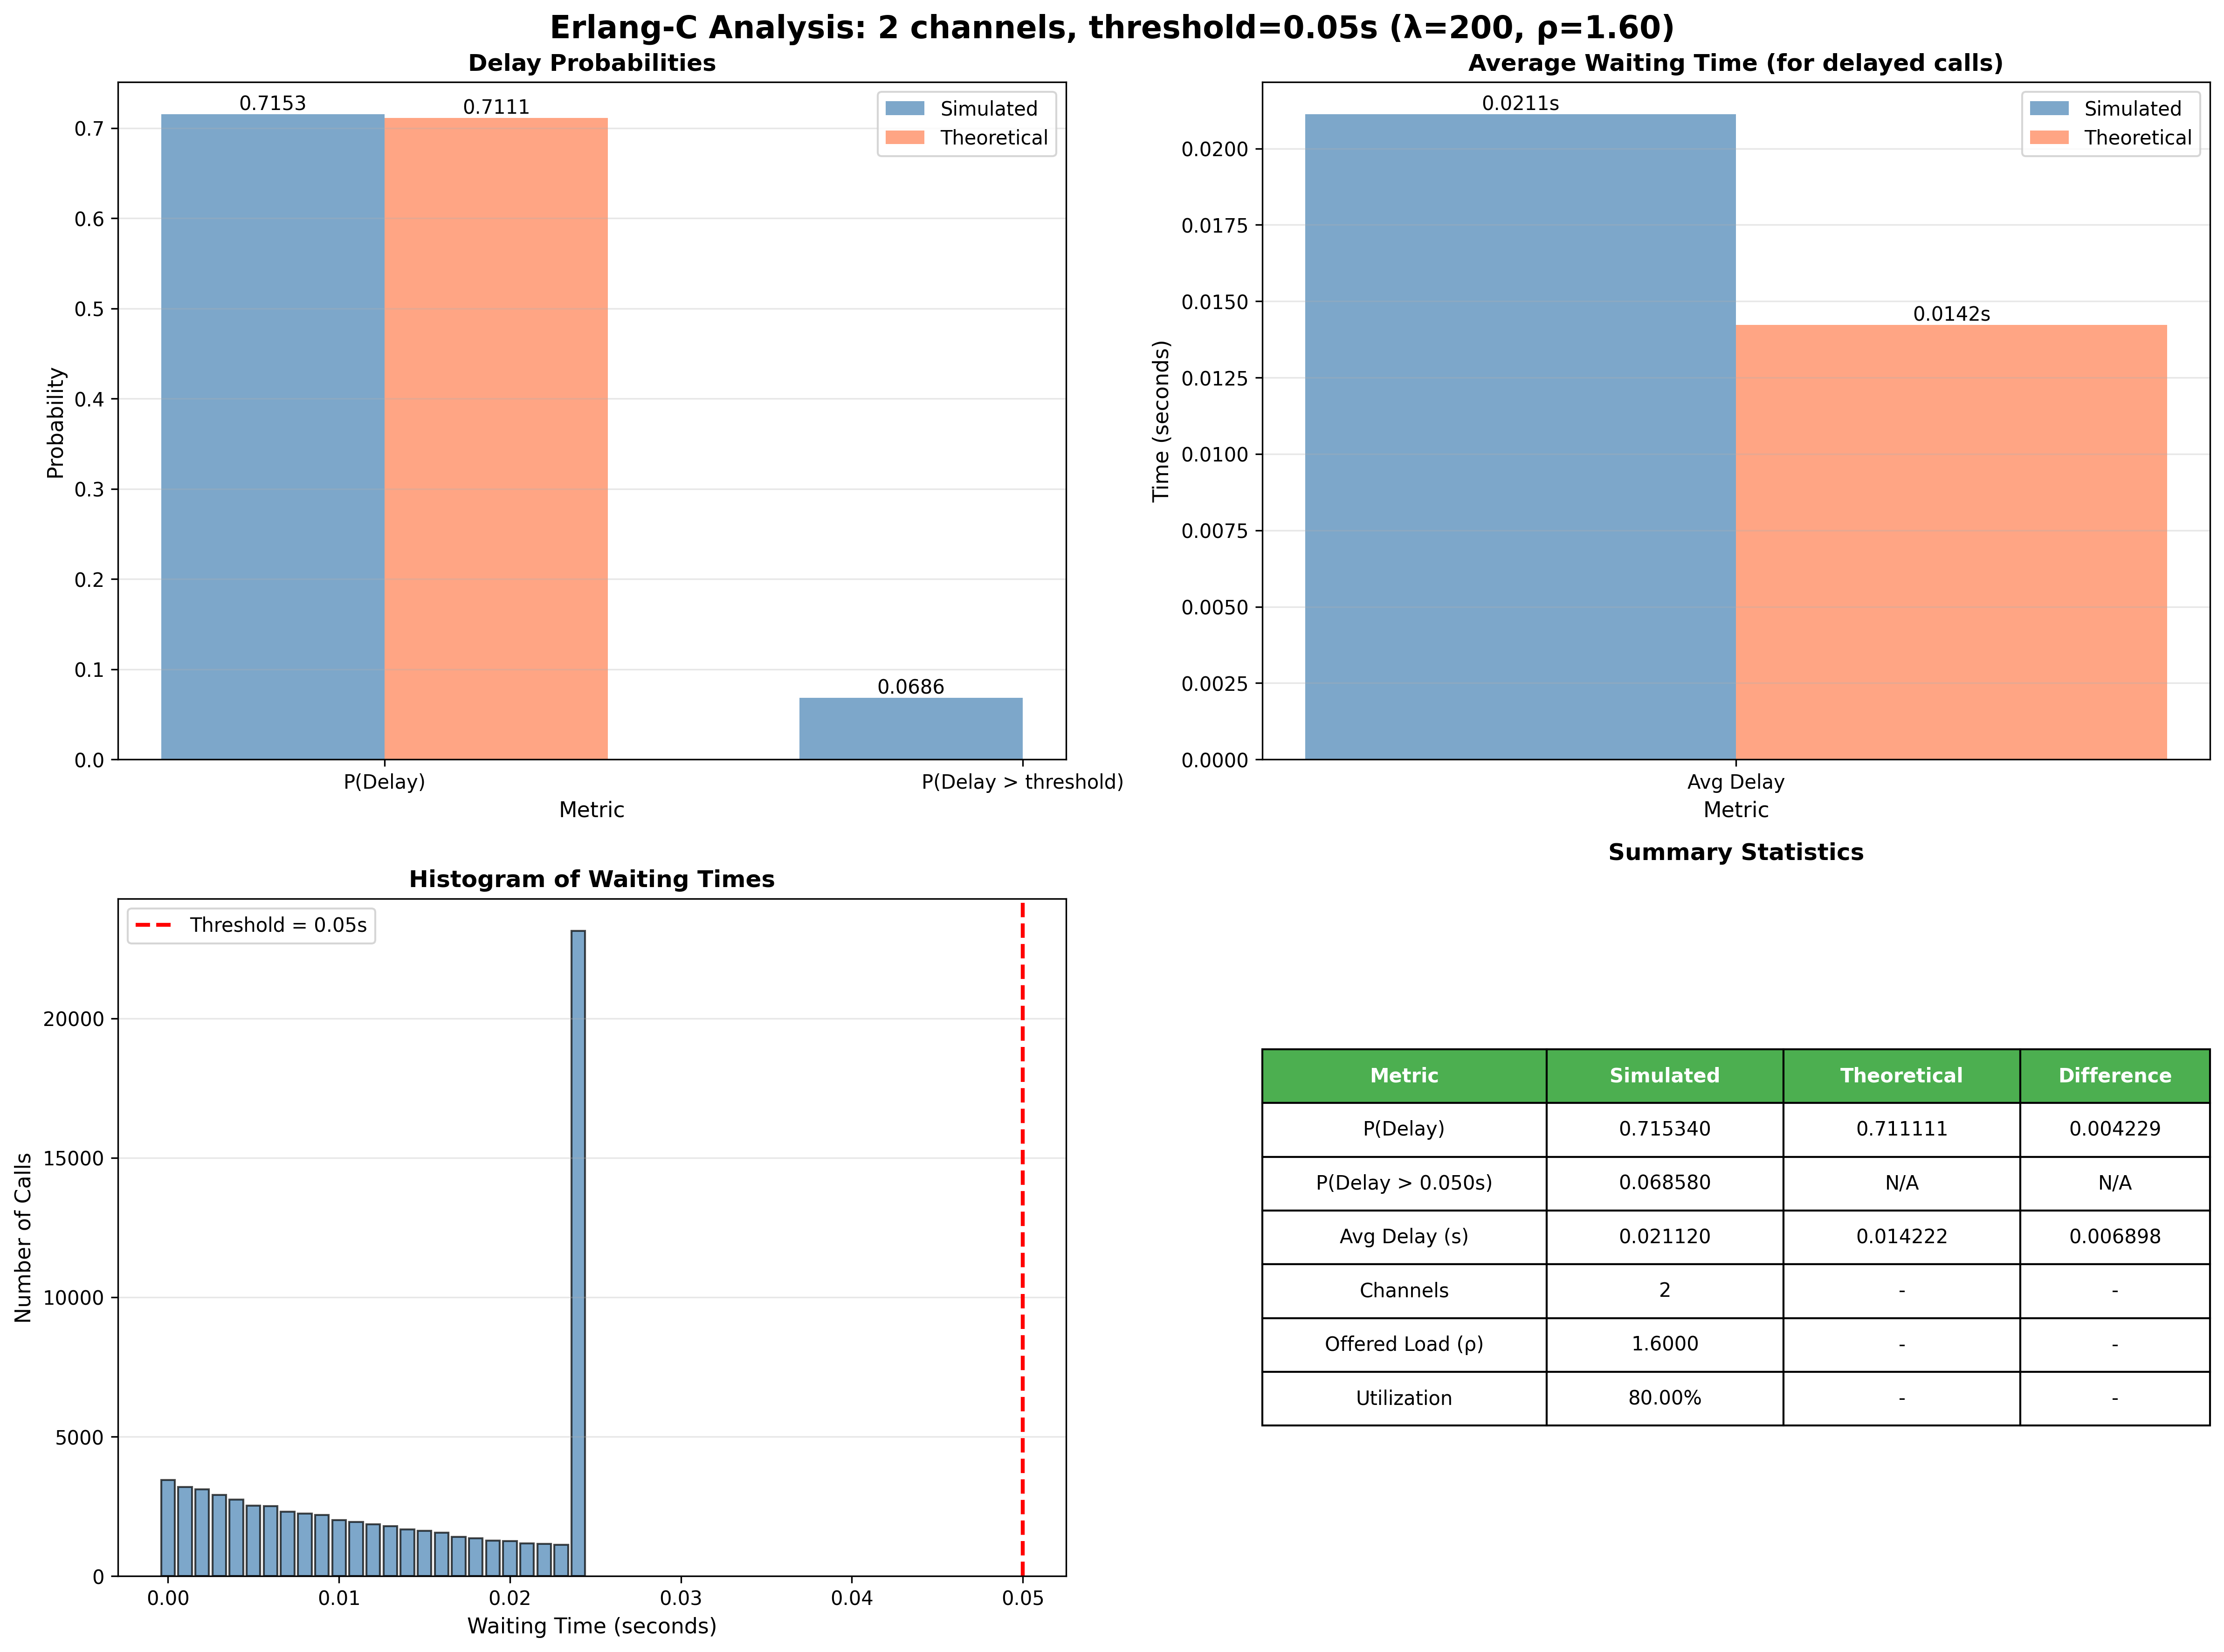 Erlang-C Analysis: 2 channels, threshold=0.05s (λ=200, ρ=1.60)
Delay Probabilities
0.7153
0.7111
0.0686
Simulated
Theoretical
0.7
0.6
0.5
0.4
0.3
0.2
0.1
0.0
Probability
P(Delay)
P(Delay > threshold)
Metric
Average Waiting Time (for delayed calls)
0.0211s
0.0142s
Simulated
Theoretical
0.0200
0.0175
0.0150
0.0125
0.0100
0.0075
0.0050
0.0025
0.0000
Time (seconds)
Avg Delay
Metric
Histogram of Waiting Times
Threshold = 0.05s
20000
15000
10000
5000
0
Number of Calls
0.00 0.01 0.02 0.03 0.04 0.05
Waiting Time (seconds)
Summary Statistics
Metric Simulated Theoretical Difference
P(Delay) 0.715340 0.711111 0.004229
P(Delay > 0.050s) 0.068580 N/A N/A
Avg Delay (s) 0.021120 0.014222 0.006898
Channels 2 - -
Offered Load (ρ) 1.6000 - -
Utilization 80.00% - -